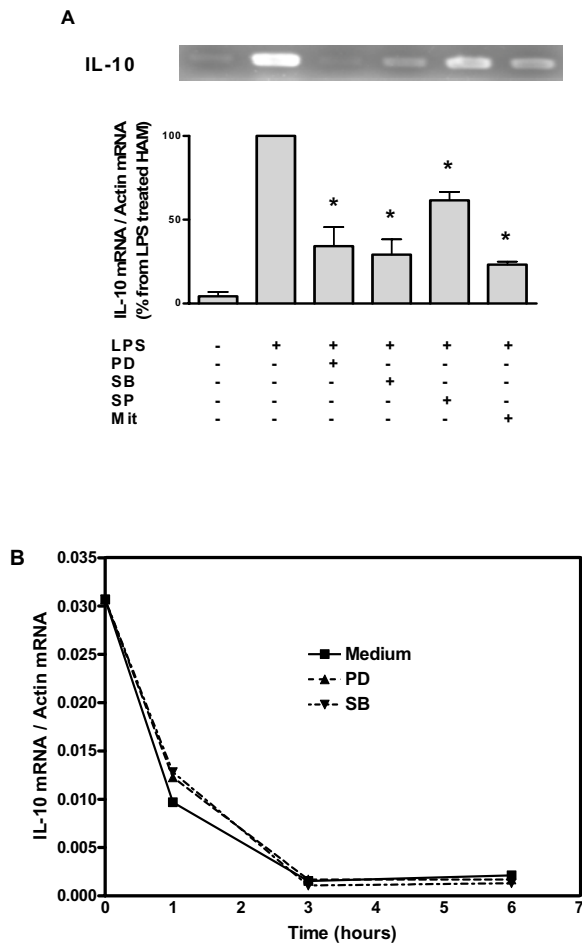 A
IL-10
IL-10 mRNA / Actin mRNA
(% from LPS treated HAM)
100
50
0
* * * *
LPS - + + + + +
PD - - + - - -
SB - - - + - -
SP - - - - + -
Mit - - - - - +
B
IL-10 mRNA / Actin mRNA
0.035
0.030
0.025
0.020
0.015
0.010
0.005
0.000
Medium
PD
SB
0 1 2 3 4 5 6 7
Time (hours)